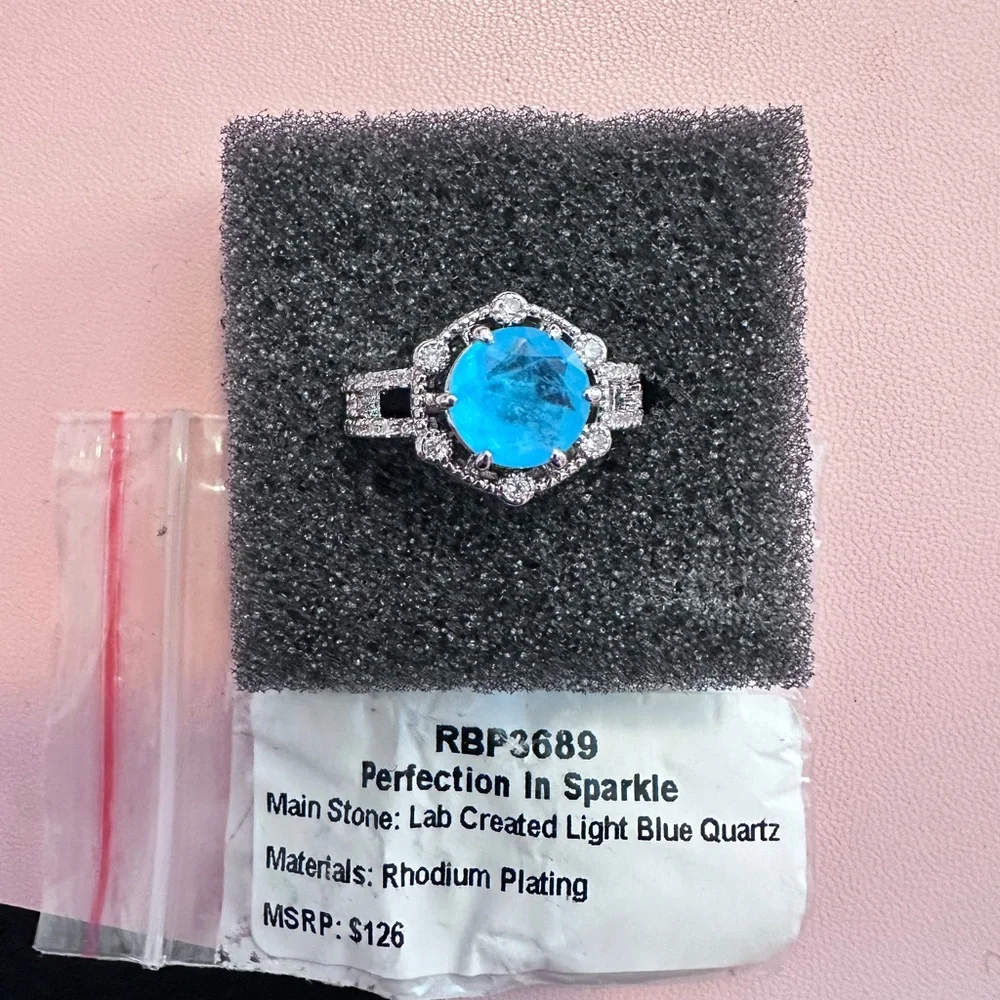 RBP3689
Perfection In Sparkle
Main Stone: Lab Created Light Blue Quartz
Materials: Rhodium Plating
MSRP: $126